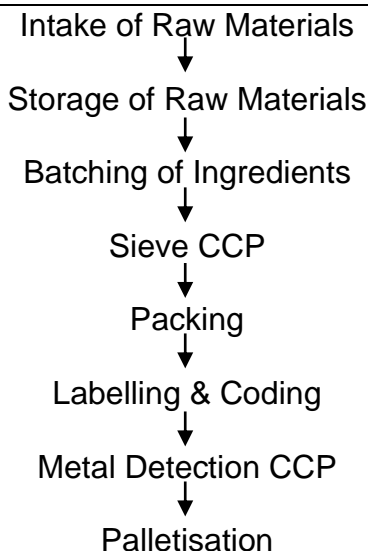 Intake of Raw Materials
Storage of Raw Materials
Batching of Ingredients
Sieve CCP
Packing
Labelling & Coding
Metal Detection CCP
Palletisation